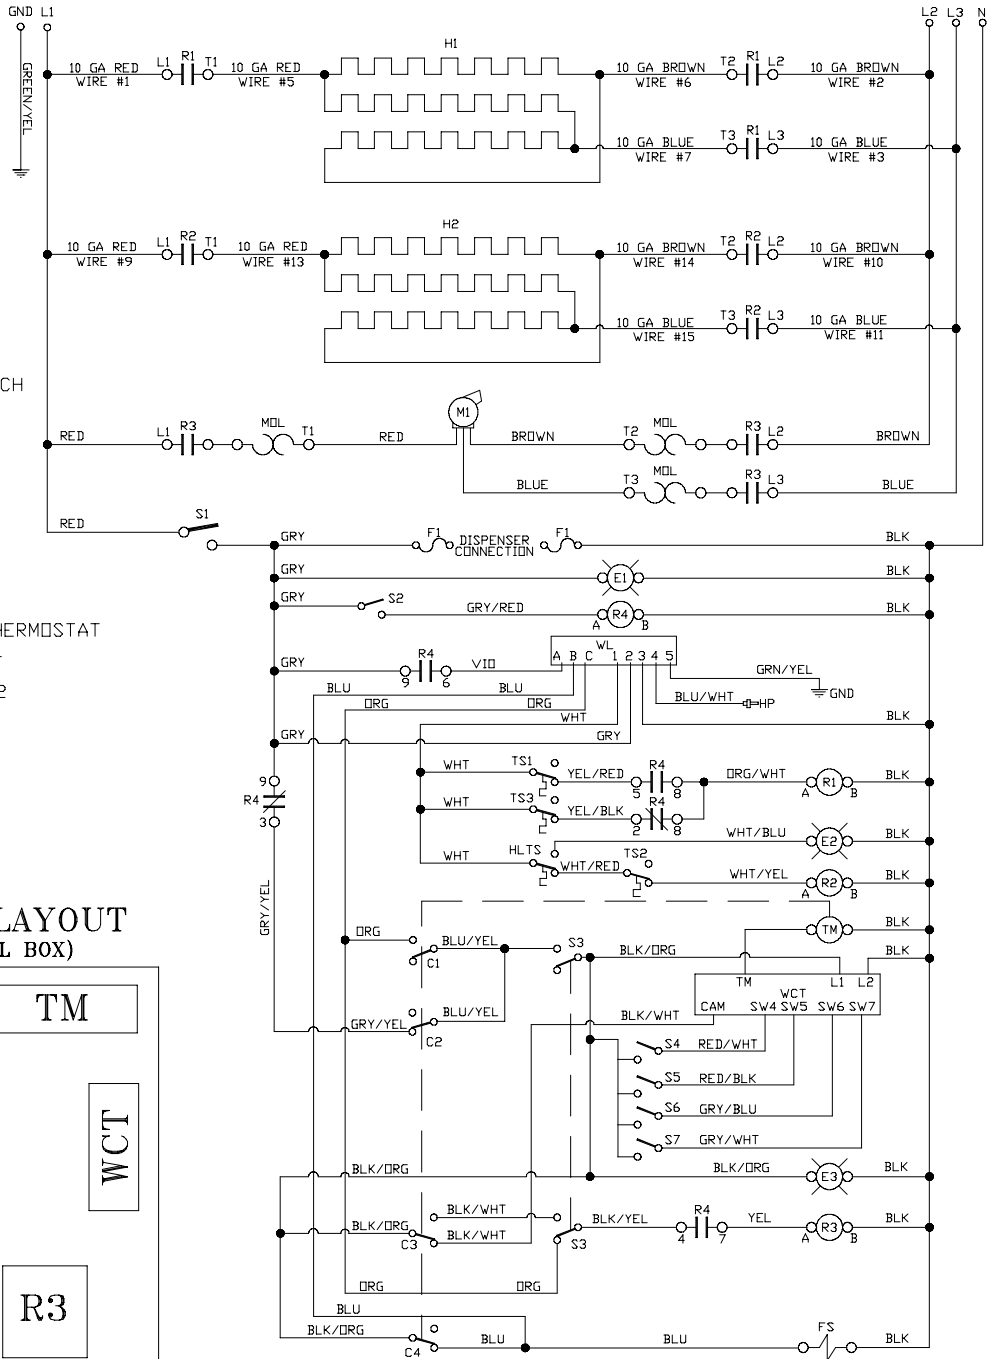 GND L1 L2 L3 N
GREEN/YEL
H1
10 GA RED L1 R1 T1 10 GA RED 10 GA BROWN T2 R1 L2 10 GA BROWN
WIRE #1 WIRE #5 WIRE #6 WIRE #2
10 GA BLUE T3 R1 L3 10 GA BLUE
WIRE #7 WIRE #3
H2
10 GA RED L1 R2 T1 10 GA RED 10 GA BROWN T2 R2 L2 10 GA BROWN
WIRE #9 WIRE #13 WIRE #14 WIRE #10
10 GA BLUE T3 R2 L3 10 GA BLUE
WIRE #15 WIRE #11
CH
RED L1 R3 MOL T1 RED M1 BROWN T2 MOL R3 L2 BROWN
BLUE T3 MOL R3 L3 BLUE
RED S1
GRY F1 DISPENSER F1 BLK
CONNECTION
GRY E1 BLK
GRY S2 GRY/RED A R4 B BLK
HERMOSTAT
WL
A B C 1 2 3 4 5
GRY R4 VIO GRN/YEL
9 6
2
BLU BLU BLU/WHT HP GND
ORG ORG
WHT BLK
GRY GRY
WHT TS1 YEL/RED R4 ORG/WHT R1 BLK
9 5 8 A B
R4
3
WHT TS3 YEL/BLK R4
2 8
WHT/BLU E2 BLK
WHT HLTS WHT/RED TS2 WHT/YEL R2 BLK
A B
GRY/YEL
LAYOUT
L BOX)
TM
WCT
R3
ORG BLU/YEL S3 BLK/ORG TM BLK
C1 BLK
TM L1 L2
WCT
CAM SW4 SW5 SW6 SW7
GRY/YEL BLU/YEL BLK/WHT
C2
S4 RED/WHT
S5 RED/BLK
S6 GRY/BLU
S7 GRY/WHT
BLK/ORG BLK/ORG E3 BLK
BLK/WHT
BLK/ORG BLK/WHT BLK/YEL R4 YEL R3 BLK
C3 S3 4 7 A B
ORG ORG
BLU
BLK/ORG BLU BLU FS BLK
C4